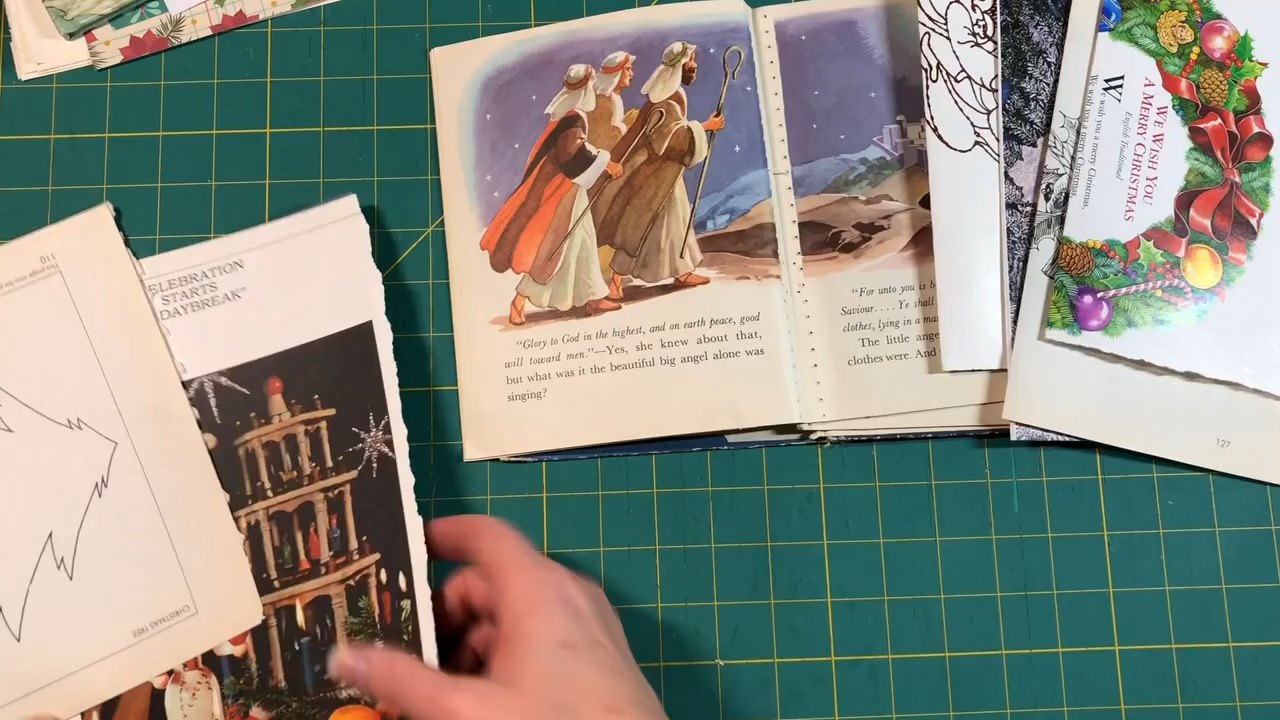 ELEBRATION
STARTS
DAYBREAK
110
CHRISTMAS TREE
"Glory to God in the highest, and on earth peace, good
will toward men."—Yes, she knew about that,
but what was it the beautiful big angel alone was
singing?
"For unto you is b
Saviour. . . . Ye shall
clothes, lying in a ma
The little ange
clothes were. And
WE WISH YOU
A MERRY CHRISTMAS
English Traditional
We wish you a merry Christmas,
We wish you a merry Christmas,
127